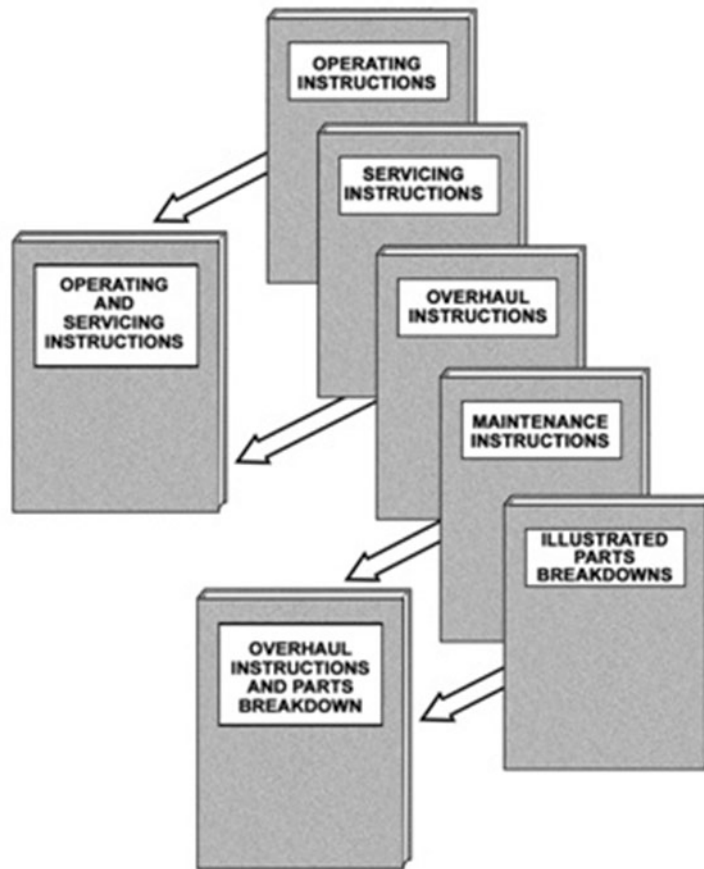 OPERATING
INSTRUCTIONS
SERVICING
INSTRUCTIONS
OPERATING
AND
SERVICING
INSTRUCTIONS
OVERHAUL
INSTRUCTIONS
MAINTENANCE
INSTRUCTIONS
ILLUSTRATED
PARTS
BREAKDOWNS
OVERHAUL
INSTRUCTIONS
AND PARTS
BREAKDOWN